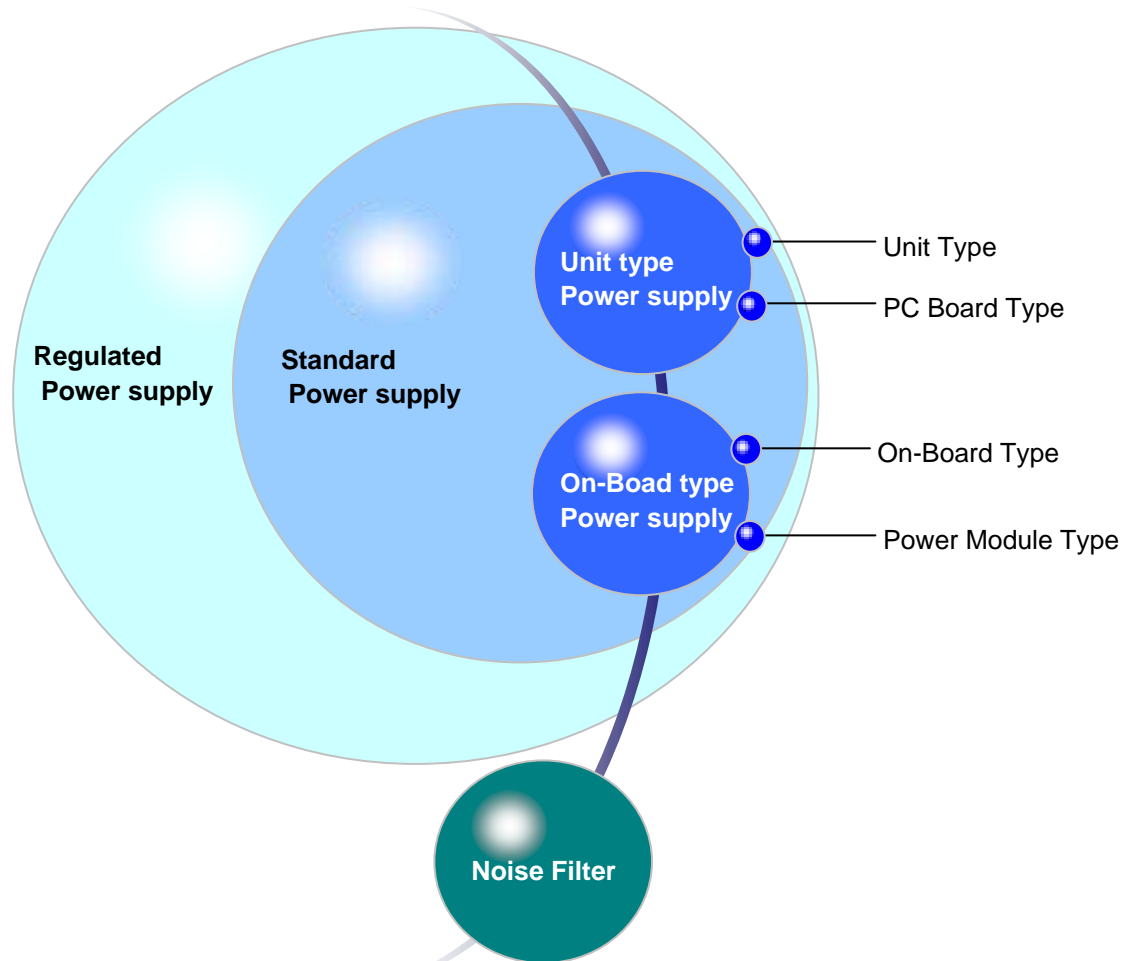 Regulated
Power supply
Standard
Power supply
Unit type
Power supply
Unit Type
PC Board Type
On-Boad type
Power supply
On-Board Type
Power Module Type
Noise Filter